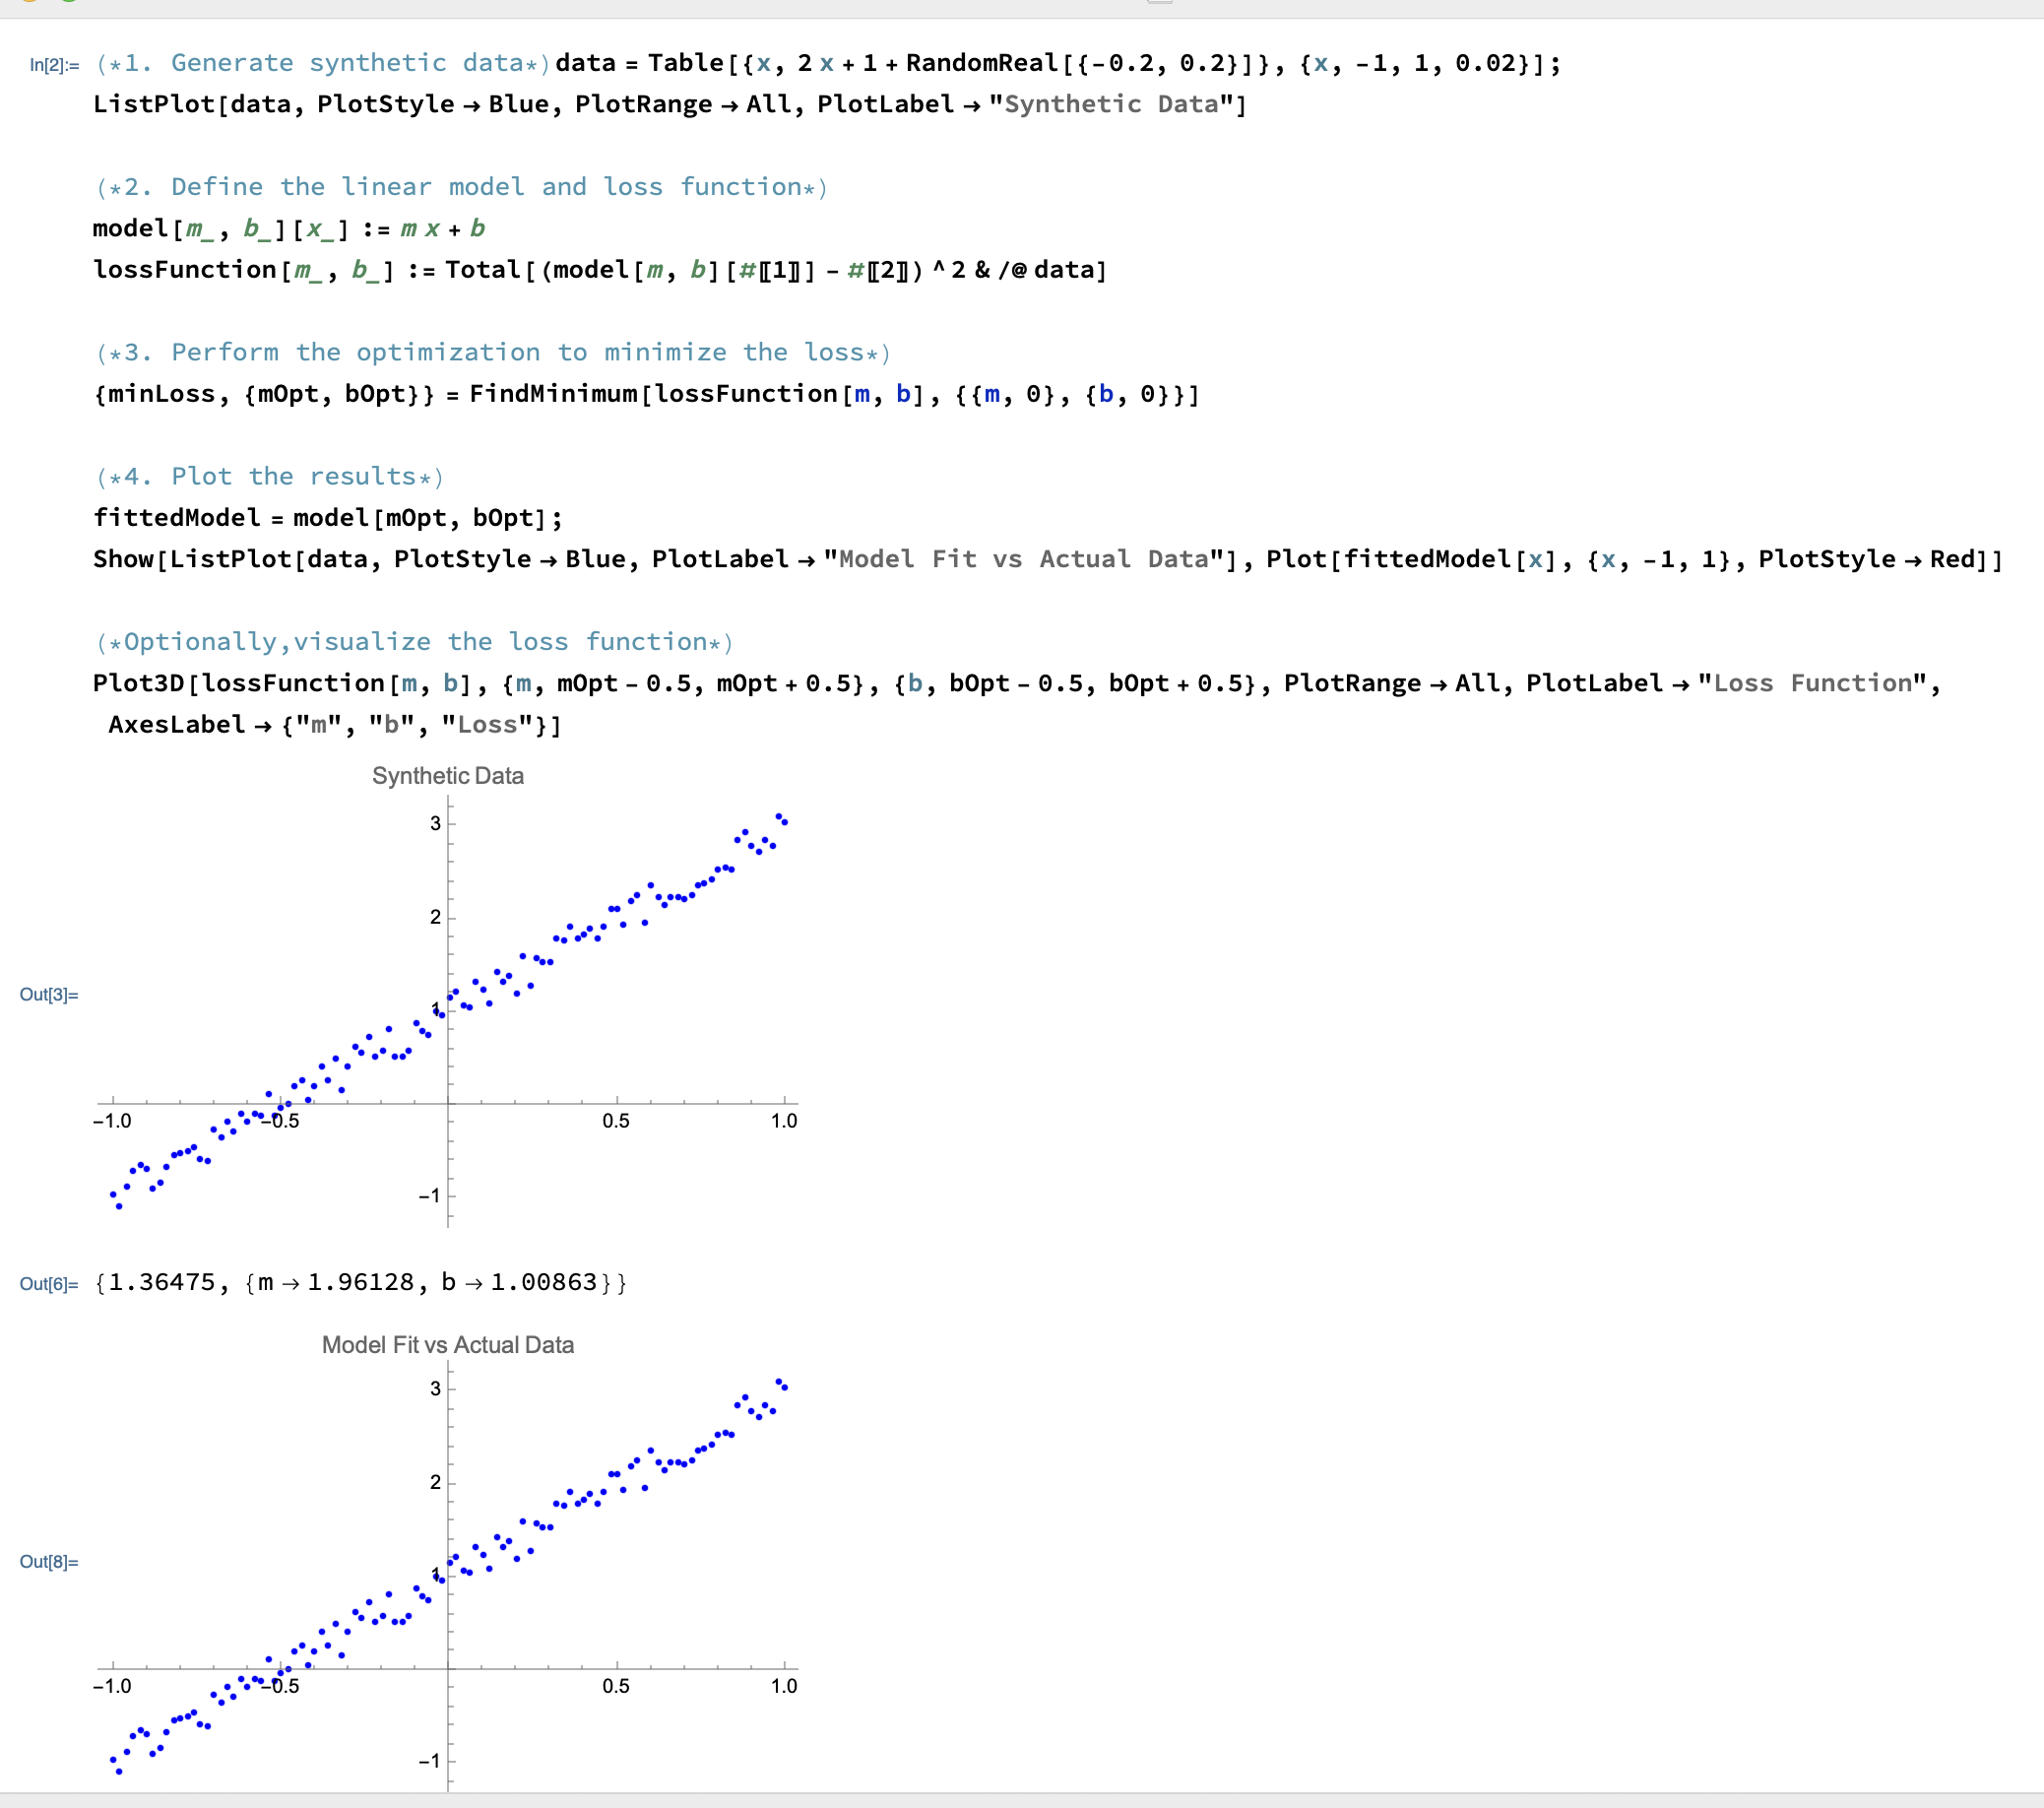 In[2]:= (*1. Generate synthetic data*)data = Table[{x, 2 x + 1 + RandomReal[{-0.2, 0.2}]}, {x, -1, 1, 0.02}];
ListPlot[data, PlotStyle → Blue, PlotRange → All, PlotLabel → "Synthetic Data"]
(*2. Define the linear model and loss function*)
model[m_, b_][x_] := m x + b
lossFunction[m_, b_] := Total[(model[m, b][#〚1〛] - #〚2〛) ^ 2 & /@ data]
(*3. Perform the optimization to minimize the loss*)
{minLoss, {mOpt, bOpt}} = FindMinimum[lossFunction[m, b], {{m, 0}, {b, 0}}]
(*4. Plot the results*)
fittedModel = model[mOpt, bOpt];
Show[ListPlot[data, PlotStyle → Blue, PlotLabel → "Model Fit vs Actual Data"], Plot[fittedModel[x], {x, -1, 1}, PlotStyle → Red]]
(*Optionally,visualize the loss function*)
Plot3D[lossFunction[m, b], {m, mOpt - 0.5, mOpt + 0.5}, {b, bOpt - 0.5, bOpt + 0.5}, PlotRange → All, PlotLabel → "Loss Function",
AxesLabel → {"m", "b", "Loss"}]
Synthetic Data
3
2
Out[3]=
1
-1.0 -0.5 0.5 1.0
-1
Out[6]= {1.36475, {m → 1.96128, b → 1.00863}}
Model Fit vs Actual Data
3
2
Out[8]=
1
-1.0 -0.5 0.5 1.0
-1